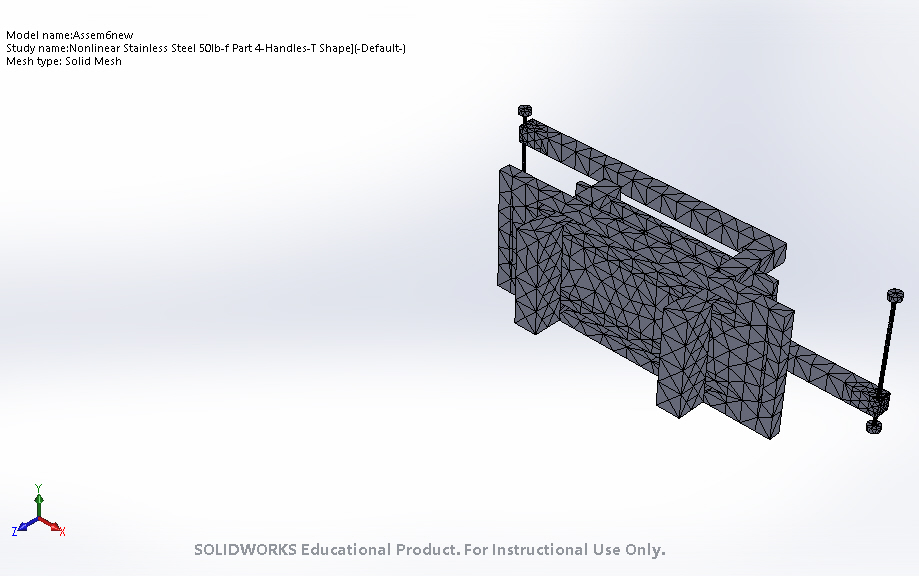 Model name:Assem6new
Study name:Nonlinear Stainless Steel 50lb-f Part 4-Handles-T Shape](-Default-)
Mesh type: Solid Mesh
Y
Z
X
SOLIDWORKS Educational Product. For Instructional Use Only.